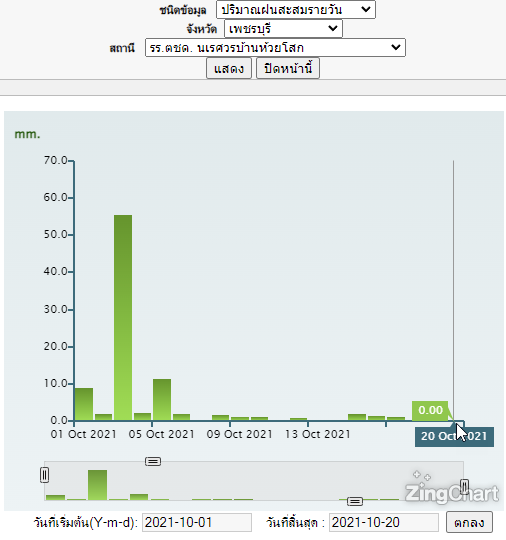 ชนิดข้อมูล ปริมาณฝนสะสมรายวัน
จังหวัด เพชรบุรี
สถานี รร.ตชด. นเรศวรบ้านห้วยโสก
แสดง ปิดหน้านี้
mm.
70.0
60.0
50.0
40.0
30.0
20.0
10.0
0.0
0.00
01 Oct 2021 05 Oct 2021 09 Oct 2021 13 Oct 2021 20 Oct 2021
ZingChart
วันที่เริ่มต้น(Y-m-d): 2021-10-01 วันที่สิ้นสุด : 2021-10-20 ตกลง